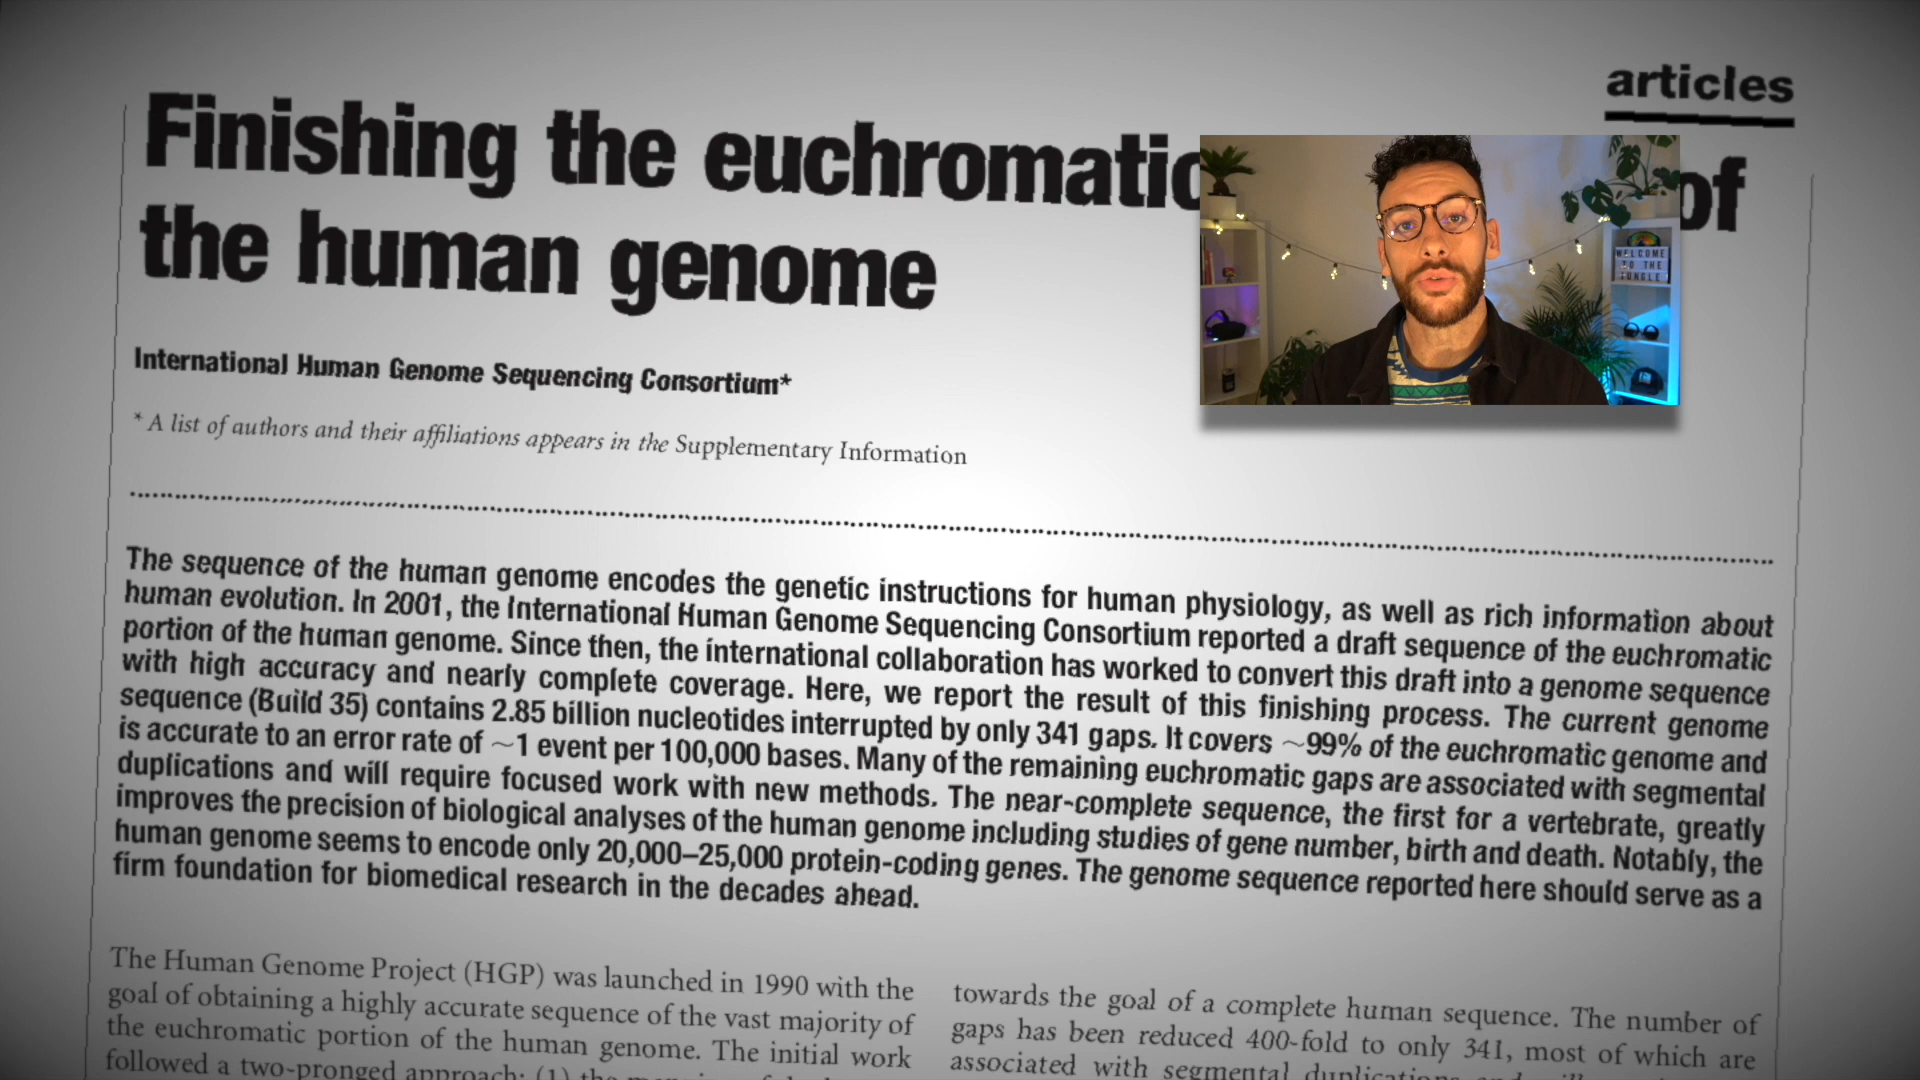 articles
Finishing the euchromatic of
the human genome
WELCOME
TO THE
JUNGLE
International Human Genome Sequencing Consortium*
* A list of authors and their affiliations appears in the Supplementary Information
The sequence of the human genome encodes the genetic instructions for human physiology, as well as rich information about
human evolution. In 2001, the International Human Genome Sequencing Consortium reported a draft sequence of the euchromatic
portion of the human genome. Since then, the international collaboration has worked to convert this draft into a genome sequence
with high accuracy and nearly complete coverage. Here, we report the result of this finishing process. The current genome
sequence (Build 35) contains 2.85 billion nucleotides interrupted by only 341 gaps. It covers ~99% of the euchromatic genome and
is accurate to an error rate of ~1 event per 100,000 bases. Many of the remaining euchromatic gaps are associated with segmental
duplications and will require focused work with new methods. The near-complete sequence, the first for a vertebrate, greatly
improves the precision of biological analyses of the human genome including studies of gene number, birth and death. Notably, the
human genome seems to encode only 20,000–25,000 protein-coding genes. The genome sequence reported here should serve as a
firm foundation for biomedical research in the decades ahead.
The Human Genome Project (HGP) was launched in 1990 with the
goal of obtaining a highly accurate sequence of the vast majority of
the euchromatic portion of the human genome. The initial work
followed a two-pronged approach: (1) the
towards the goal of a complete human sequence. The number of
gaps has been reduced 400-fold to only 341, most of which are
associated with segmental duplications